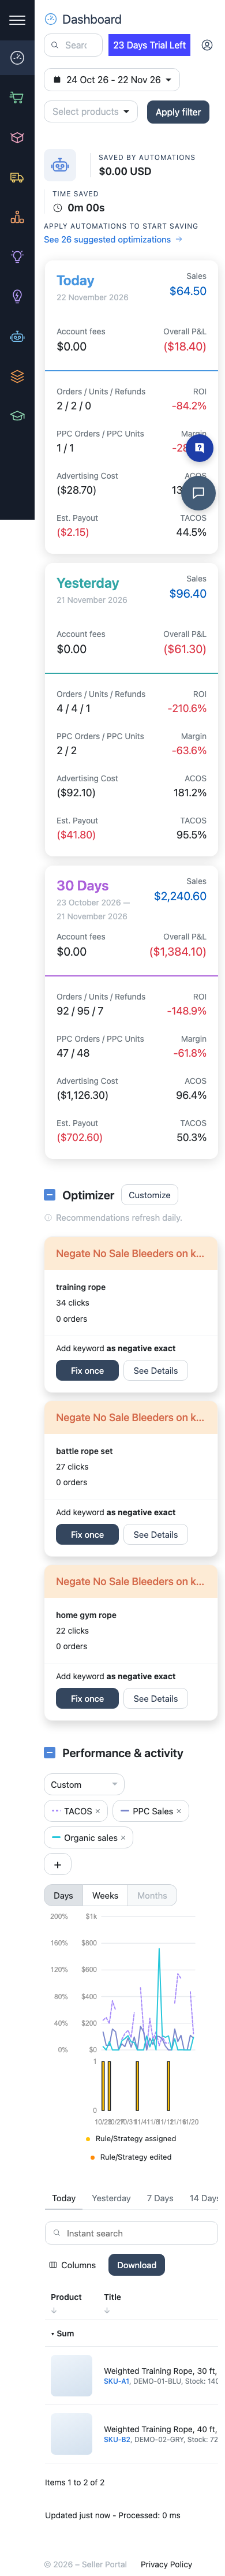 Dashboard
Sear
23 Days Trial Left
24 Oct 26 - 22 Nov 26
Select products
Apply filter
SAVED BY AUTOMATIONS
$0.00 USD
TIME SAVED
0m 00s
APPLY AUTOMATIONS TO START SAVING
See 26 suggested optimizations →
Today
Sales
22 November 2026
$64.50
Account fees
Overall P&L
$0.00
($18.40)
Orders / Units / Refunds
ROI
2 / 2 / 0
-84.2%
PPC Orders / PPC Units
Margin
1 / 1
Advertising Cost
ACOS
($28.70)
Est. Payout
TACOS
($2.15)
44.5%
Yesterday
Sales
21 November 2026
$96.40
Account fees
Overall P&L
$0.00
($61.30)
Orders / Units / Refunds
ROI
4 / 4 / 1
-210.6%
PPC Orders / PPC Units
Margin
2 / 2
-63.6%
Advertising Cost
ACOS
($92.10)
181.2%
Est. Payout
TACOS
($41.80)
95.5%
30 Days
Sales
23 October 2026 —
$2,240.60
21 November 2026
Account fees
Overall P&L
$0.00
($1,384.10)
Orders / Units / Refunds
ROI
92 / 95 / 7
-148.9%
PPC Orders / PPC Units
Margin
47 / 48
-61.8%
Advertising Cost
ACOS
($1,126.30)
96.4%
Est. Payout
TACOS
($702.60)
50.3%
Optimizer
Customize
Recommendations refresh daily.
Negate No Sale Bleeders on k...
training rope
34 clicks
0 orders
Add keyword as negative exact
Fix once
See Details
Negate No Sale Bleeders on k...
battle rope set
27 clicks
0 orders
Add keyword as negative exact
Fix once
See Details
Negate No Sale Bleeders on k...
home gym rope
22 clicks
0 orders
Add keyword as negative exact
Fix once
See Details
Performance & activity
Custom
TACOS ×
PPC Sales ×
Organic sales ×
+
Days
Weeks
Months
200% $1k
160% $800
120% $600
80% $400
40% $200
0% $0
1
0
Rule/Strategy assigned
Rule/Strategy edited
Today
Yesterday
7 Days
14 Days
Instant search
Columns
Download
Product
Title
Sum
Weighted Training Rope, 30 ft,
SKU-A1, DEMO-01-BLU, Stock: 140
Weighted Training Rope, 40 ft,
SKU-B2, DEMO-02-GRY, Stock: 72
Items 1 to 2 of 2
Updated just now - Processed: 0 ms
© 2026 – Seller Portal
Privacy Policy